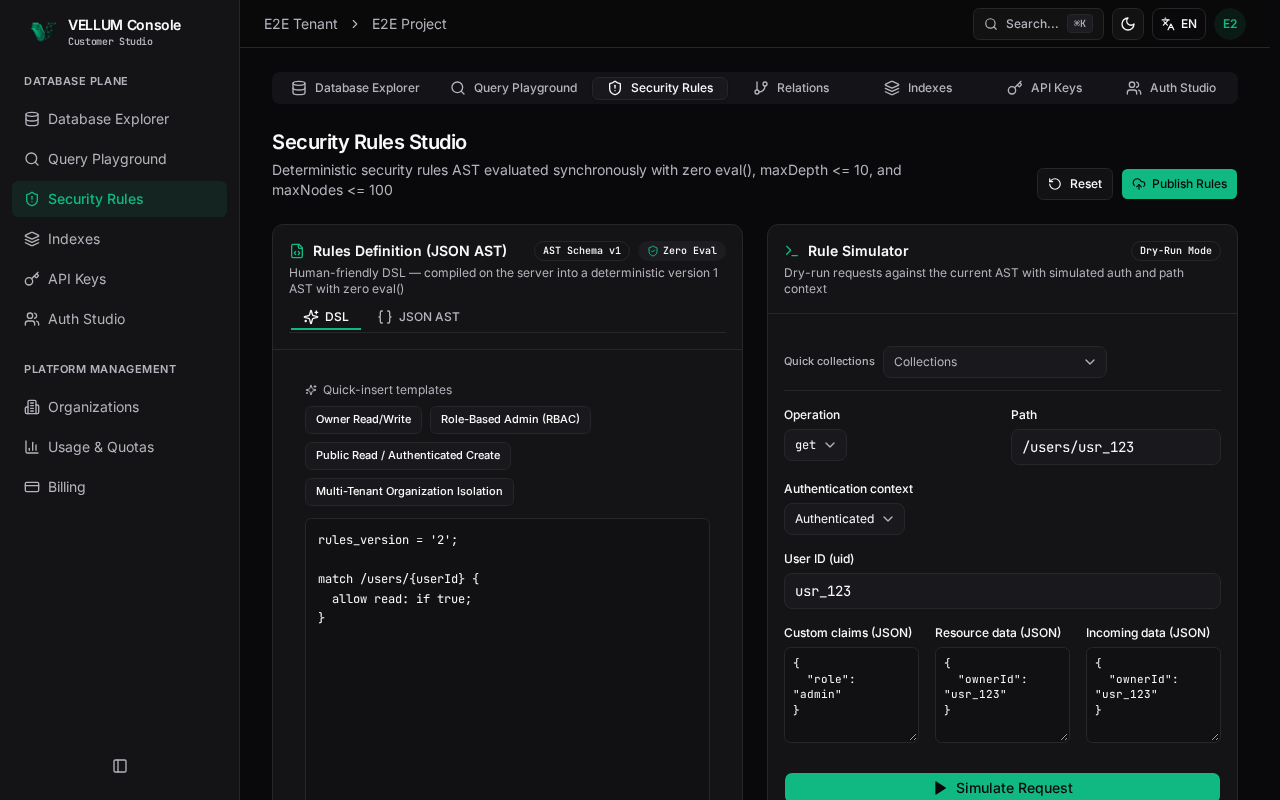 VELLUM Console
Customer Studio
DATABASE PLANE
Database Explorer
Query Playground
Security Rules
Indexes
API Keys
Auth Studio
PLATFORM MANAGEMENT
Organizations
Usage & Quotas
Billing
E2E Tenant > E2E Project
Search... ⌘K
EN
E2
Database Explorer
Query Playground
Security Rules
Relations
Indexes
API Keys
Auth Studio
Security Rules Studio
Deterministic security rules AST evaluated synchronously with zero eval(), maxDepth <= 10, and
maxNodes <= 100
Reset
Publish Rules
Rules Definition (JSON AST)
AST Schema v1
Zero Eval
Human-friendly DSL — compiled on the server into a deterministic version 1
AST with zero eval()
DSL
{ } JSON AST
Quick-insert templates
Owner Read/Write
Role-Based Admin (RBAC)
Public Read / Authenticated Create
Multi-Tenant Organization Isolation
rules_version = '2';
match /users/{userId} {
allow read: if true;
}
Rule Simulator
Dry-Run Mode
Dry-run requests against the current AST with simulated auth and path
context
Quick collections
Collections
Operation
get
Path
/users/usr_123
Authentication context
Authenticated
User ID (uid)
usr_123
Custom claims (JSON)
{
"role":
"admin"
}
Resource data (JSON)
{
"ownerId":
"usr_123"
}
Incoming data (JSON)
{
"ownerId":
"usr_123"
}
Simulate Request